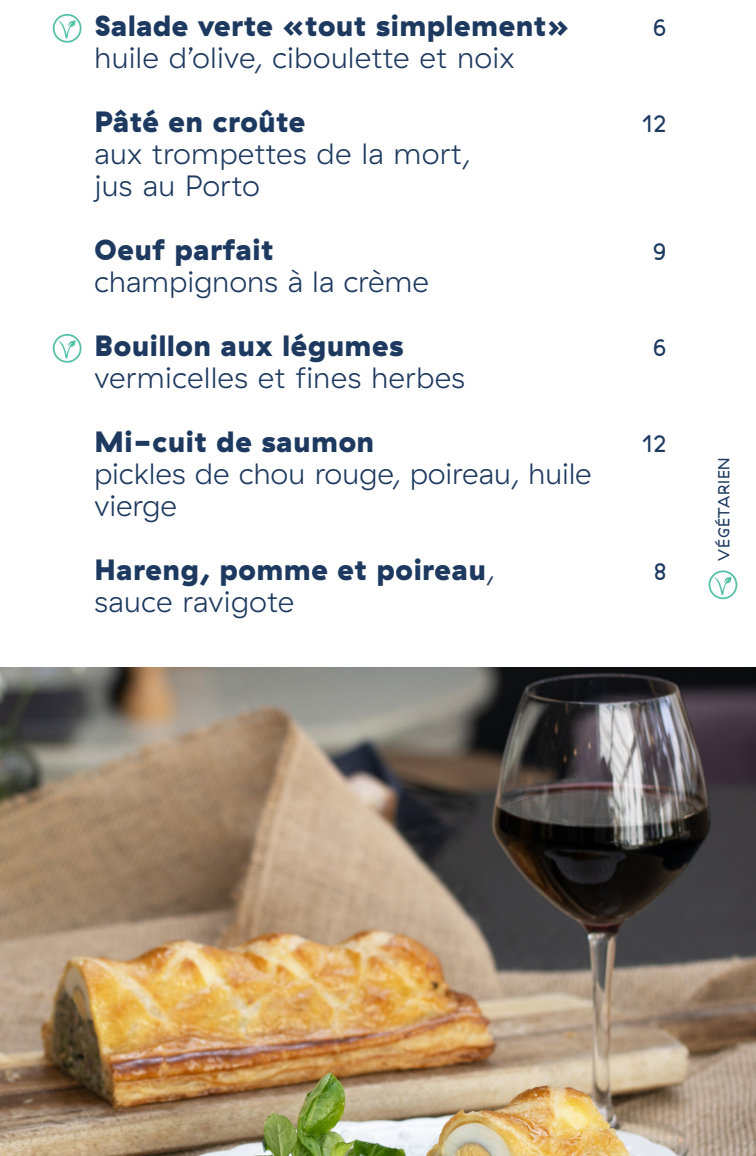 Salade verte «tout simplement» 6
huile d’olive, ciboulette et noix
Pâté en croûte 12
aux trompettes de la mort,
jus au Porto
Oeuf parfait 9
champignons à la crème
Bouillon aux légumes 6
vermicelles et fines herbes
Mi-cuit de saumon 12
pickles de chou rouge, poireau, huile
vierge
Hareng, pomme et poireau, 8
sauce ravigote
VÉGÉTARIEN